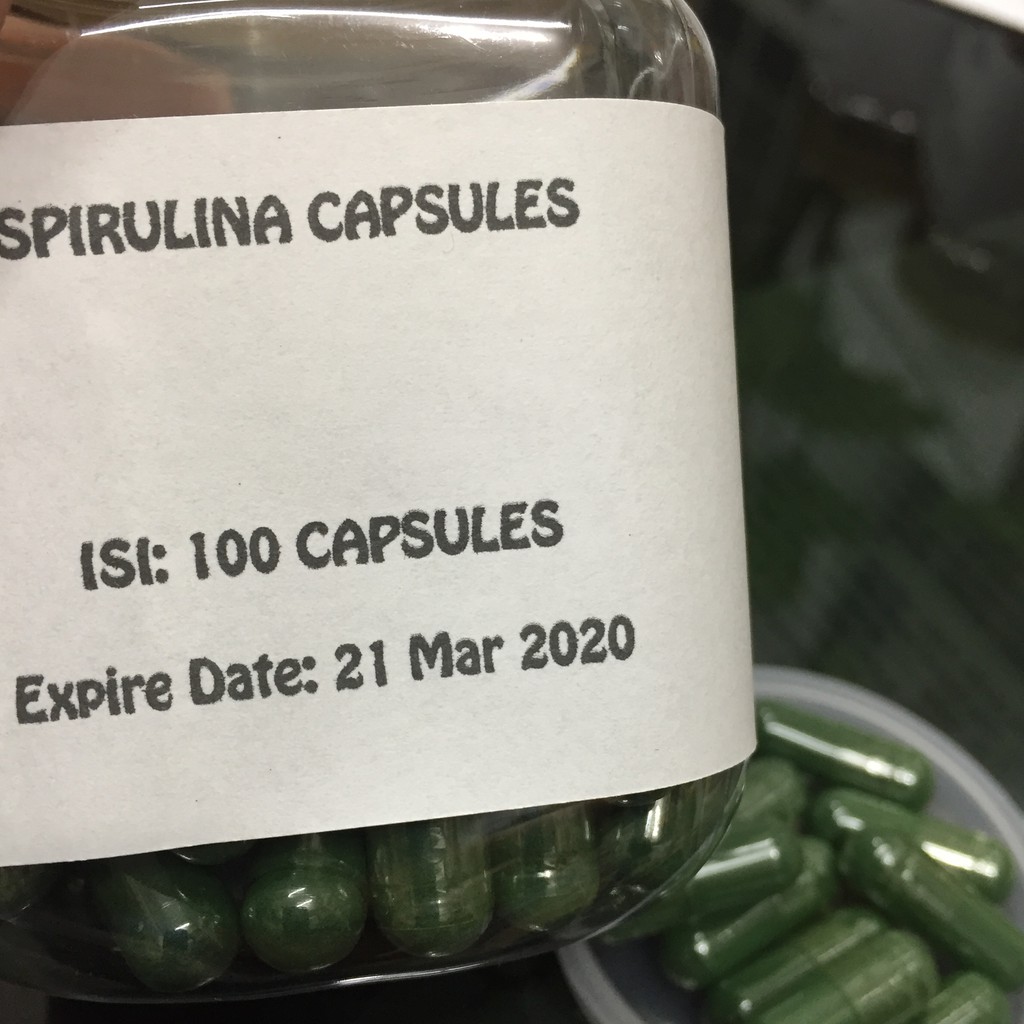 SPIRULINA CAPSULES
ISI: 100 CAPSULES
Expire Date: 21 Mar 2020